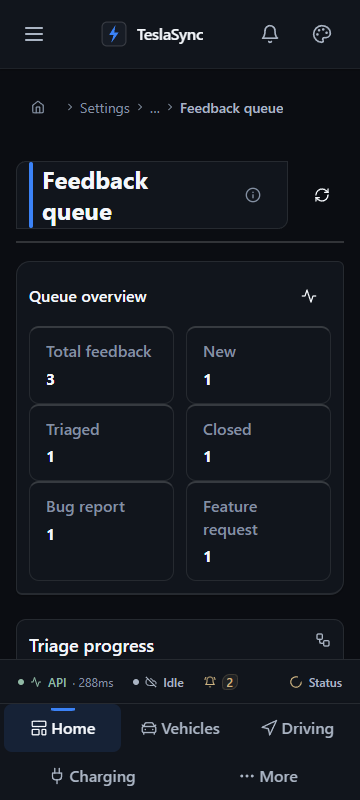 TeslaSync
Settings
...
Feedback queue
Feedback
queue
Queue overview
Total feedback
3
New
1
Triaged
1
Closed
1
Bug report
1
Feature
request
1
Triage progress
API · 288ms
Idle
2
Status
Home
Vehicles
Driving
Charging
More